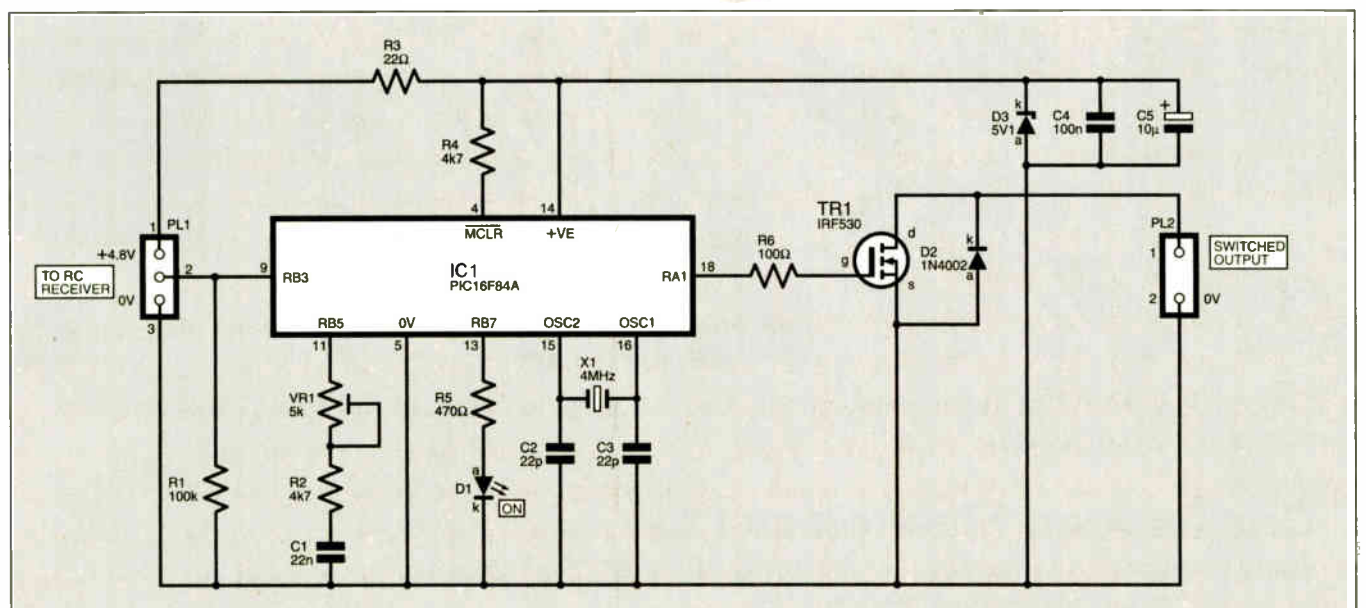 R3
22Ω
R4
4k7
k
D3
5V1
a
C4
100n
+
C5
10µ
1
PL1
+4.8V
2
0V
3
TO RC
RECEIVER
9
4
14
MCLR
+VE
RB3
IC1
PIC16F84A
RA1
18
RB5
0V
RB7
OSC2
OSC1
11
5
13
15
16
R6
100Ω
TR1
IRF530
d
g
s
k
D2
1N4002
a
PL2
1
2
0V
SWITCHED
OUTPUT
X1
4MHz
VR1
5k
R5
470Ω
C2
22p
C3
22p
R1
100k
R2
4k7
a
D1
k
ON
C1
22n